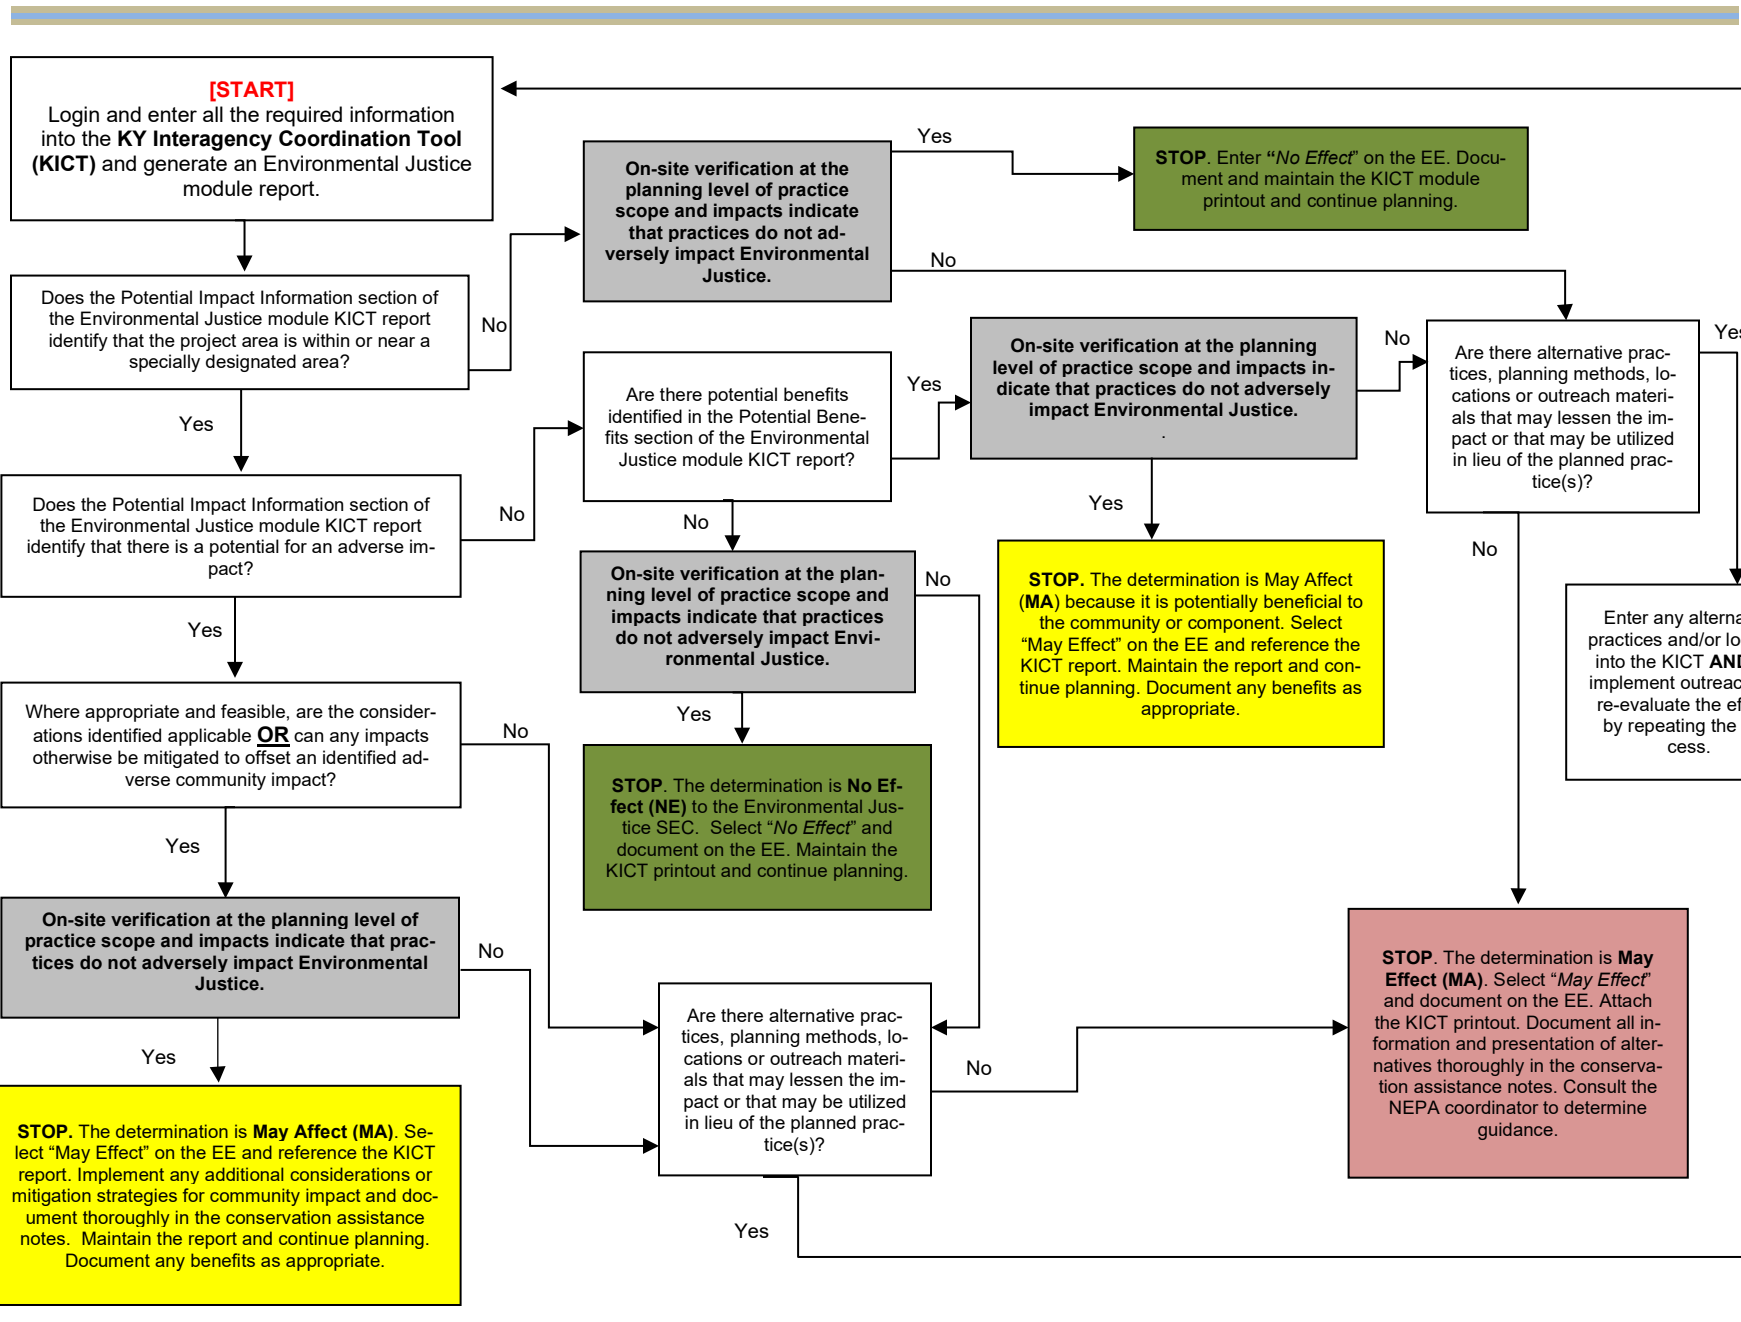 [START]
Login and enter all the required information
into the KY Interagency Coordination Tool
(KICT) and generate an Environmental Justice
module report.
On-site verification at the
planning level of practice
scope and impacts indicate
that practices do not ad-
versely impact Environmental
Justice.
Yes
STOP. Enter “No Effect” on the EE. Docu-
ment and maintain the KICT module
printout and continue planning.
No
Does the Potential Impact Information section of
the Environmental Justice module KICT report
identify that the project area is within or near a
specially designated area?
No
Yes
Are there potential benefits
identified in the Potential Bene-
fits section of the Environmental
Justice module KICT report?
Yes
On-site verification at the planning
level of practice scope and impacts in-
dicate that practices do not adversely
impact Environmental Justice.
.
No
Are there alternative prac-
tices, planning methods, lo-
cations or outreach materi-
als that may lessen the im-
pact or that may be utilized
in lieu of the planned prac-
tice(s)?
Yes
Does the Potential Impact Information section of
the Environmental Justice module KICT report
identify that there is a potential for an adverse im-
pact?
No
No
Yes
No
Yes
On-site verification at the plan-
ning level of practice scope and
impacts indicate that practices
do not adversely impact Envi-
ronmental Justice.
No
STOP. The determination is May Affect
(MA) because it is potentially beneficial to
the community or component. Select
“May Effect” on the EE and reference the
KICT report. Maintain the report and con-
tinue planning. Document any benefits as
appropriate.
Enter any
practices and/or
into the KICT
implement
re-evaluate the
by repeating the
cess.
Where appropriate and feasible, are the consider-
ations identified applicable OR can any impacts
otherwise be mitigated to offset an identified ad-
verse community impact?
No
Yes
Yes
STOP. The determination is No Ef-
fect (NE) to the Environmental Jus-
tice SEC. Select “No Effect” and
document on the EE. Maintain the
KICT printout and continue planning.
On-site verification at the planning level of
practice scope and impacts indicate that prac-
tices do not adversely impact Environmental
Justice.
No
Yes
Are there alternative prac-
tices, planning methods, lo-
cations or outreach materi-
als that may lessen the im-
pact or that may be utilized
in lieu of the planned prac-
tice(s)?
No
Yes
STOP. The determination is May
Effect (MA). Select “May Effect”
and document on the EE. Attach
the KICT printout. Document all in-
formation and presentation of alter-
natives thoroughly in the conserva-
tion assistance notes. Consult the
NEPA coordinator to determine
guidance.
STOP. The determination is May Affect (MA). Se-
lect “May Effect” on the EE and reference the KICT
report. Implement any additional considerations or
mitigation strategies for community impact and doc-
ument thoroughly in the conservation assistance
notes. Maintain the report and continue planning.
Document any benefits as appropriate.